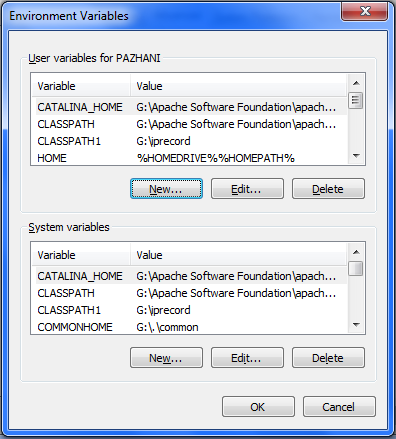 Environment Variables
User variables for PAZHANI
Variable Value
CATALINA_HOME G:\Apache Software Foundation\apach...
CLASSPATH G:\Apache Software Foundation\apach...
CLASSPATH1 G:\iprecord
HOME %HOMEDRIVE%%HOMEPATH%
New... Edit... Delete
System variables
Variable Value
CATALINA_HOME G:\Apache Software Foundation\apach...
CLASSPATH G:\Apache Software Foundation\apach...
CLASSPATH1 G:\iprecord
COMMONHOME G:\.\common
New... Edit... Delete
OK Cancel